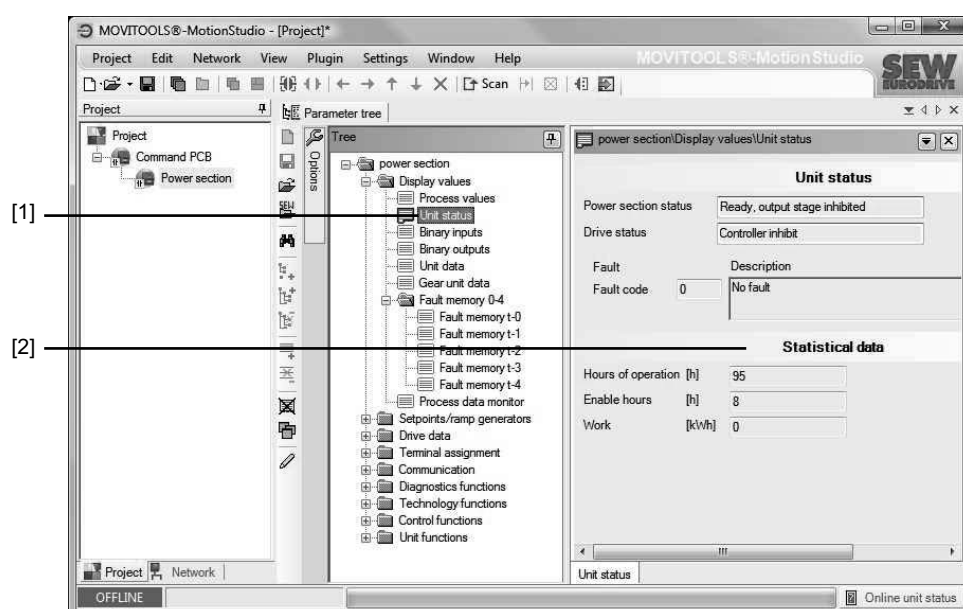 MOVITOOLS®-MotionStudio - [Project]*
Project Edit Network View Plugin Settings Window Help
MOVITOOLS®-MotionStudio
SEW
EURODRIVE
Scan
Project
Parameter tree
Project
Command PCB
Power section
Options
SEW
Tree
power section
Display values
Process values
[1]
Unit status
Binary inputs
Binary outputs
Unit data
Gear unit data
Fault memory 0-4
Fault memory t-0
Fault memory t-1
[2]
Fault memory t-2
Fault memory t-3
Fault memory t-4
Process data monitor
Setpoints/ramp generators
Drive data
Terminal assignment
Communication
Diagnostics functions
Technology functions
Control functions
Unit functions
power section\Display values\Unit status
Unit status
Power section status Ready, output stage inhibited
Drive status Controller inhibit
Fault Description
Fault code 0 No fault
Statistical data
Hours of operation [h] 95
Enable hours [h] 8
Work [kWh] 0
Project Network
Unit status
OFFLINE
Online unit status